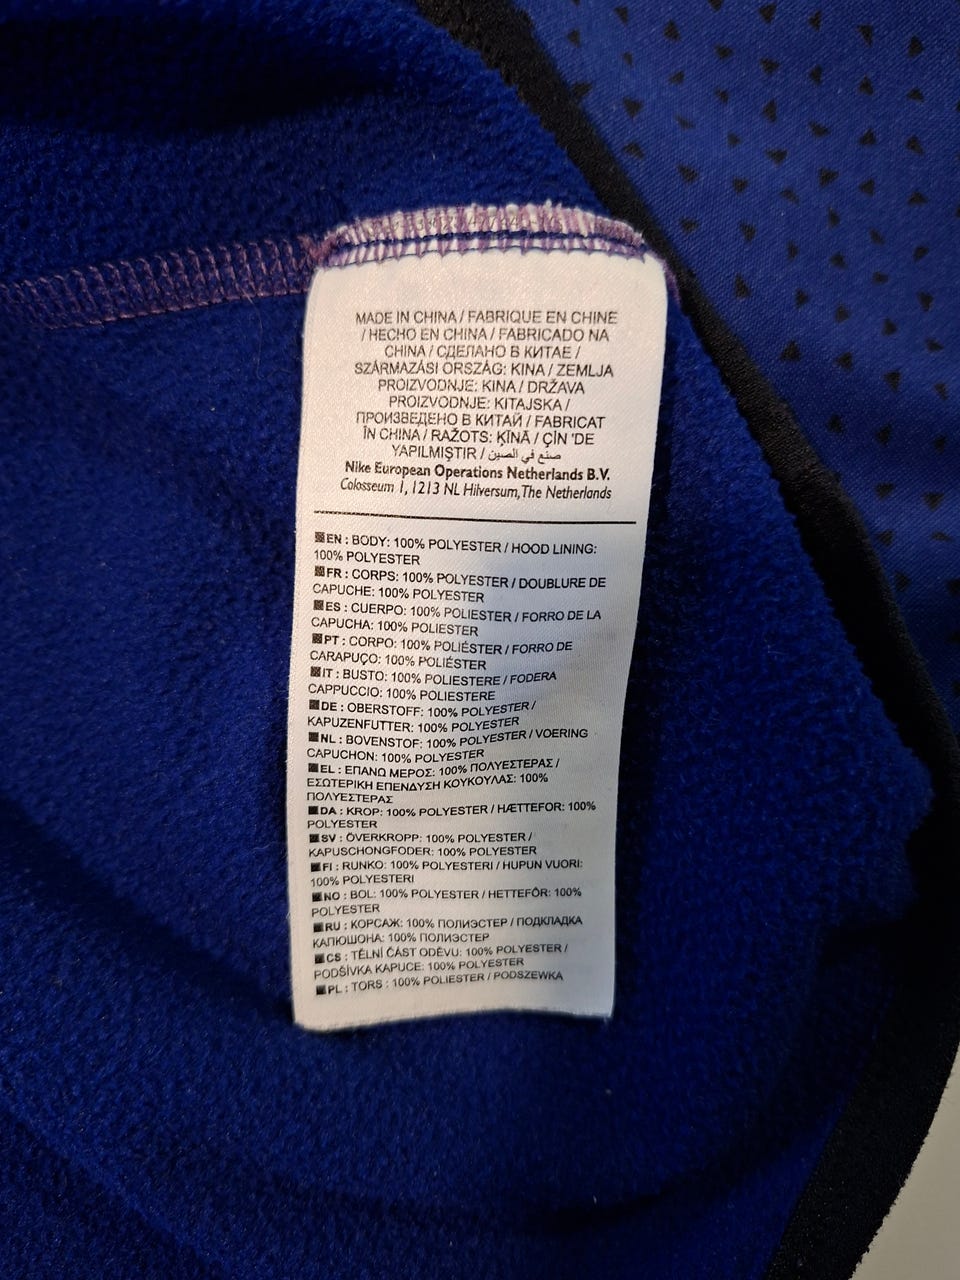 MADE IN CHINA / FABRIQUE EN CHINE
/ HECHO EN CHINA / FABRICADO NA
CHINA / СДЕЛАНО В КИТАЕ /
SZÁRMAZÁSI ORSZÁG: KINA / ZEMLJA
PROIZVODNJE: KINA / DRŽAVA
PROIZVODNJE: KITAJSKA /
ПРОИЗВЕДЕНО В КИТАЙ / FABRICAT
ÎN CHINA / RAŽOTS: ĶĪNĀ / ÇİN 'DE
YAPILMIŞTIR / صنع في الصين
Nike European Operations Netherlands B.V.
Colosseum 1, 1213 NL Hilversum, The Netherlands
EN : BODY: 100% POLYESTER / HOOD LINING:
100% POLYESTER
FR : CORPS: 100% POLYESTER / DOUBLURE DE
CAPUCHE: 100% POLYESTER
ES : CUERPO: 100% POLIESTER / FORRO DE LA
CAPUCHA: 100% POLIESTER
PT : CORPO: 100% POLIÉSTER / FORRO DE
CARAPUÇO: 100% POLIÉSTER
IT : BUSTO: 100% POLIESTERE / FODERA
CAPPUCCIO: 100% POLIESTERE
DE : OBERSTOFF: 100% POLYESTER /
KAPUZENFUTTER: 100% POLYESTER
NL : BOVENSTOF: 100% POLYESTER / VOERING
CAPUCHON: 100% POLYESTER
EL : ΕΠΑΝΩ ΜΕΡΟΣ: 100% ΠΟΛΥΕΣΤΕΡΑΣ /
ΕΣΩΤΕΡΙΚΗ ΕΠΕΝΔΥΣΗ ΚΟΥΚΟΥΛΑΣ: 100%
ΠΟΛΥΕΣΤΕΡΑΣ
DA : KROP: 100% POLYESTER / HÆTTEFOR: 100%
POLYESTER
SV : ÖVERKROPP: 100% POLYESTER /
KAPUSCHONGFODER: 100% POLYESTER
FI : RUNKO: 100% POLYESTERI / HUPUN VUORI:
100% POLYESTERI
NO : BOL: 100% POLYESTER / HETTEFÔR: 100%
POLYESTER
RU : КОРСАЖ: 100% ПОЛИЭСТЕР / ПОДКЛАДКА
КАПЮШОНА: 100% ПОЛИЭСТЕР
CS : TĚLNÍ ČÁST ODĚVU: 100% POLYESTER /
PODŠÍVKA KAPUCE: 100% POLYESTER
PL : TORS : 100% POLIESTER / PODSZEWKA